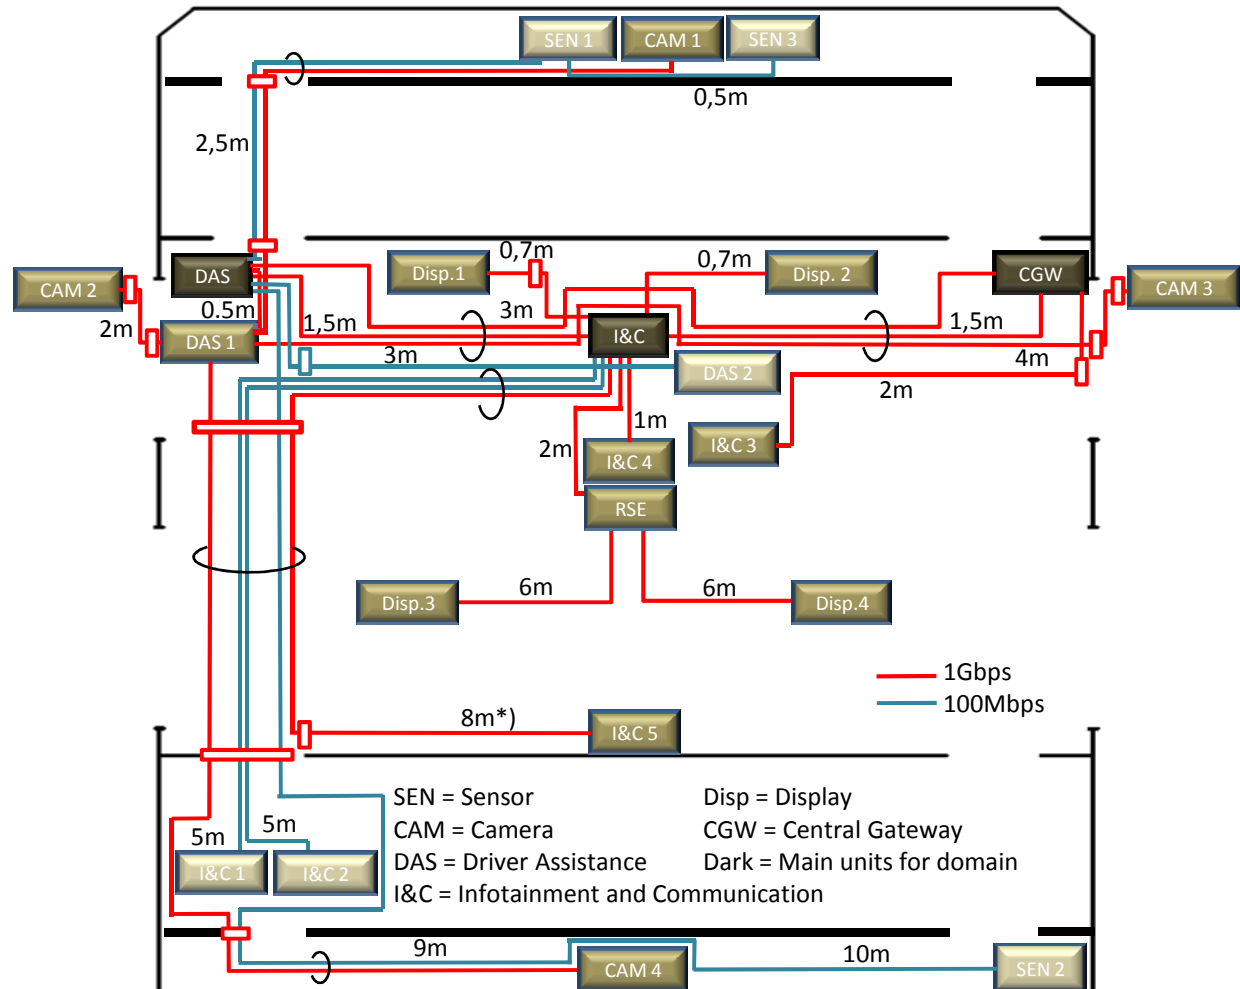 SEN 1 CAM 1 SEN 3
0,5m
2,5m
0,7m 0,7m
DAS Disp.1 Disp. 2 CGW
CAM 2 CAM 3
0.5m 3m
2m 1,5m I&C 1,5m
DAS 1
3m 4m
DAS 2
2m
1m
2m I&C 3
I&C 4
RSE
6m 6m
Disp.3 Disp.4
1Gbps
100Mbps
8m*)
I&C 5
SEN = Sensor Disp = Display
5m 5m CAM = Camera CGW = Central Gateway
I&C 1 I&C 2 DAS = Driver Assistance Dark = Main units for domain
I&C = Infotainment and Communication
9m 10m
CAM 4 SEN 2